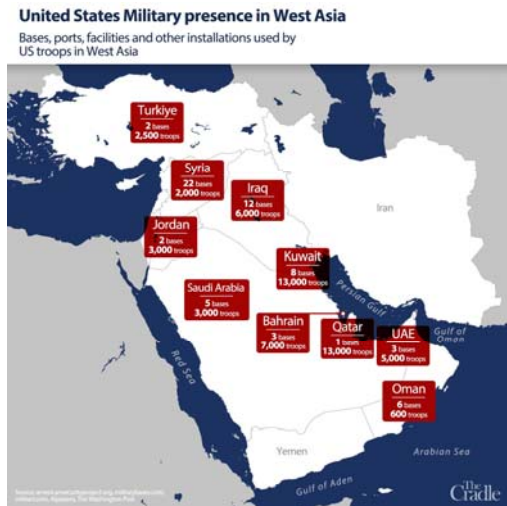 United States Military presence in West Asia
Bases, ports, facilities and other installations used by
US troops in West Asia
Turkiye
2 bases
2,500 troops
Syria
22 bases
2,000 troops
Iraq
12 bases
6,000 troops
Iran
Jordan
2 bases
3,000 troops
Kuwait
8 bases
13,000 troops
Saudi Arabia
5 bases
3,000 troops
Persian Gulf
Bahrain
3 bases
7,000 troops
Qatar
1 bases
13,000 troops
UAE
3 bases
5,000 troops
Gulf of
Oman
Red Sea
Oman
6 bases
600 troops
Yemen
Arabian Sea
Gulf of Aden
The Washington Post
The
Cradle